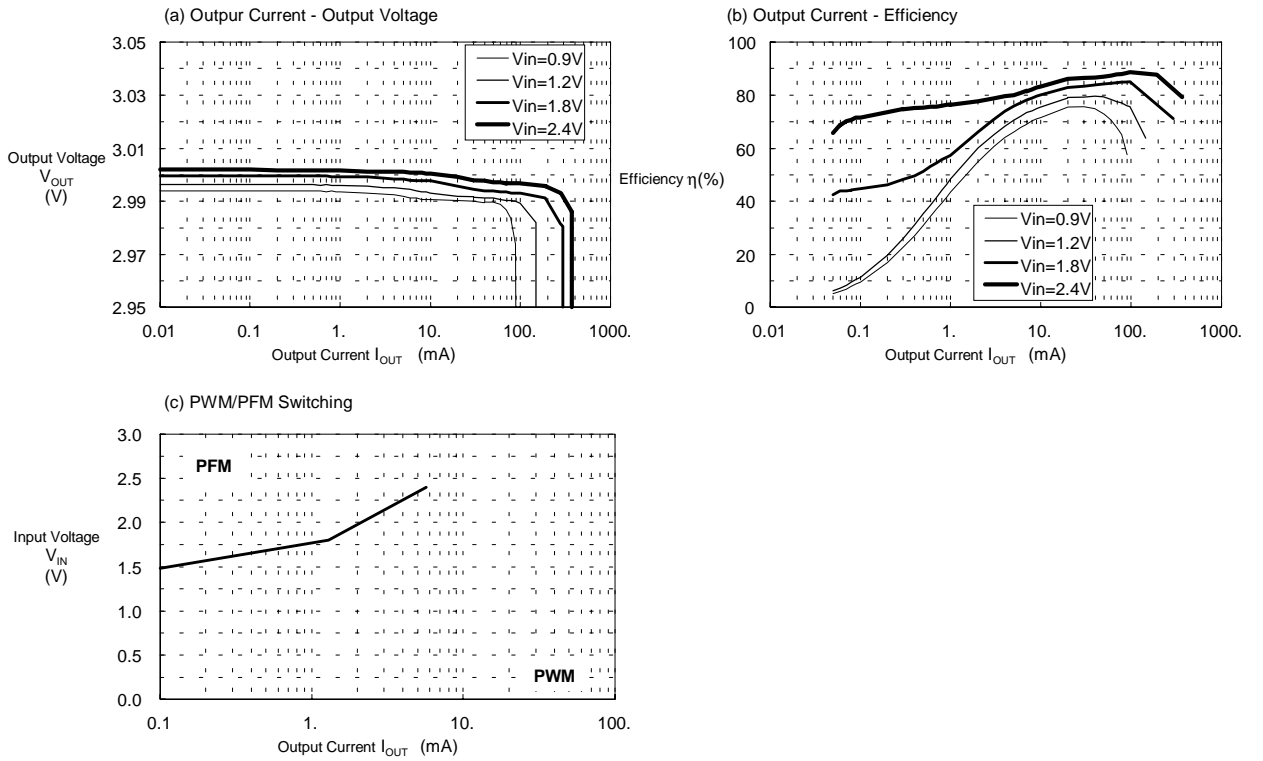 (a) Outpur Current - Output Voltage
3.05
3.03
3.01
2.99
2.97
2.95
Output Voltage
VOUT
(V)
Vin=0.9V
Vin=1.2V
Vin=1.8V
Vin=2.4V
0.01 0.1 1. 10. 100. 1000.
Output Current IOUT (mA)
(b) Output Current - Efficiency
100
80
60
40
20
0
Efficiency η(%)
Vin=0.9V
Vin=1.2V
Vin=1.8V
Vin=2.4V
0.01 0.1 1. 10. 100. 1000.
Output Current IOUT (mA)
(c) PWM/PFM Switching
3.0
2.5
2.0
1.5
1.0
0.5
0.0
Input Voltage
VIN
(V)
PFM
PWM
0.1 1. 10. 100.
Output Current IOUT (mA)